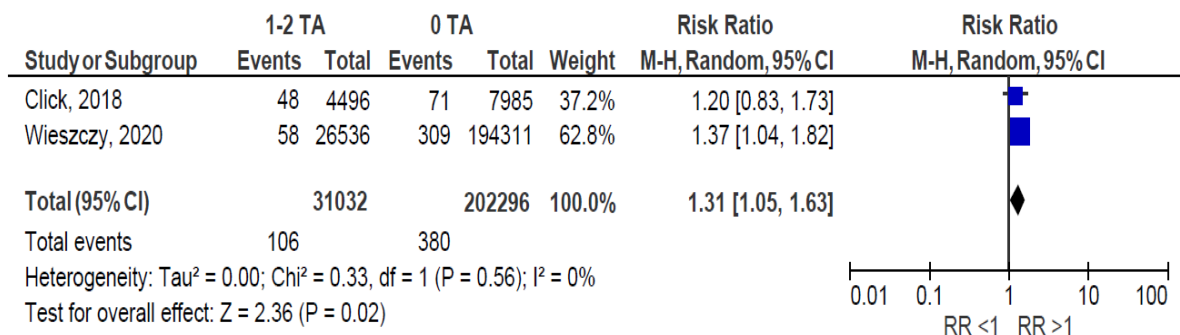 1-2 TA 0 TA Risk Ratio Risk Ratio
Study or Subgroup Events Total Events Total Weight M-H, Random, 95% CI M-H, Random, 95% CI
Click, 2018 48 4496 71 7985 37.2% 1.20 [0.83, 1.73]
Wieszczy, 2020 58 26536 309 194311 62.8% 1.37 [1.04, 1.82]
Total (95% CI) 31032 202296 100.0% 1.31 [1.05, 1.63]
Total events 106 380
Heterogeneity: Tau² = 0.00; Chi² = 0.33, df = 1 (P = 0.56); I² = 0%
Test for overall effect: Z = 2.36 (P = 0.02)
0.01 0.1 1 10 100
RR <1 RR >1